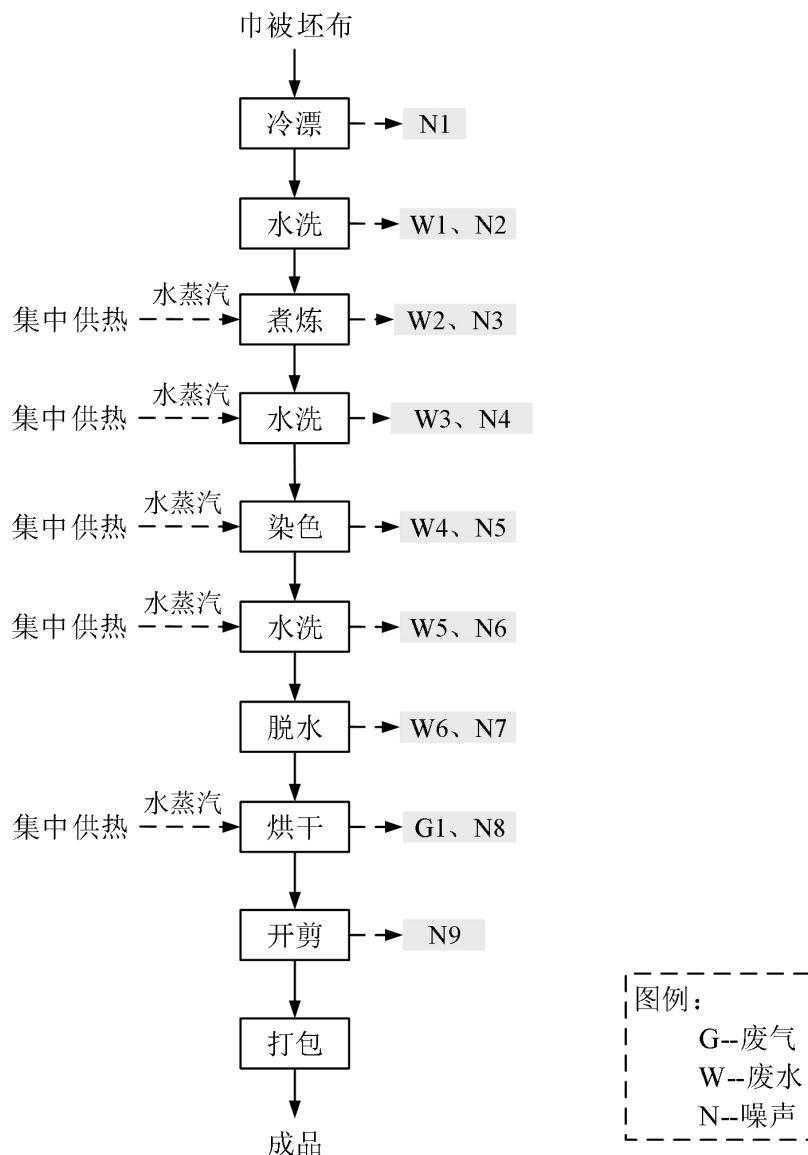 巾被坯布
冷漂
N1
水洗
W1、N2
集中供热
水蒸汽
煮炼
W2、N3
集中供热
水蒸汽
水洗
W3、N4
集中供热
水蒸汽
染色
W4、N5
集中供热
水蒸汽
水洗
W5、N6
脱水
W6、N7
集中供热
水蒸汽
烘干
G1、N8
开剪
N9
打包
成品
图例：
G--废气
W--废水
N--噪声